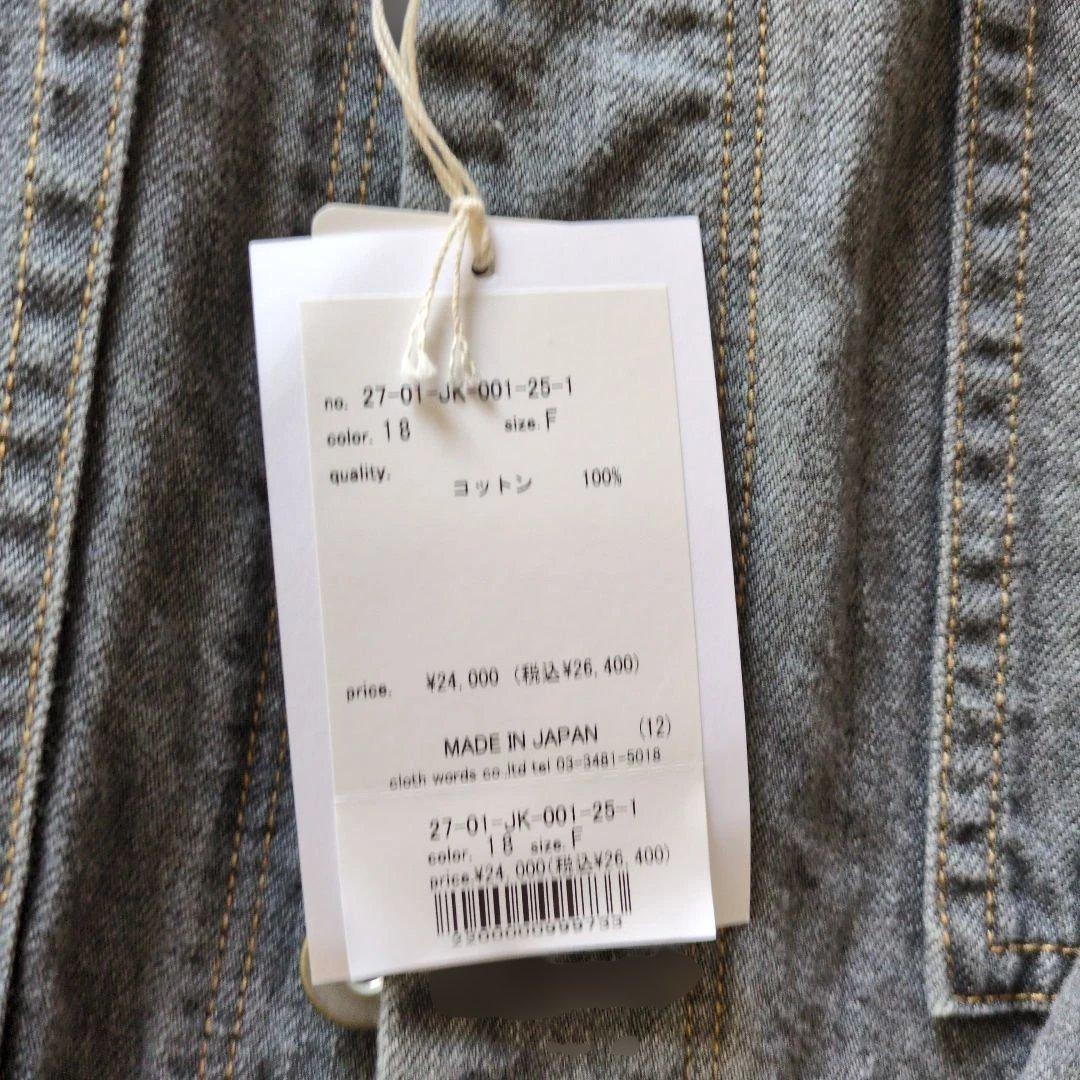 no. 27-01-JK-001-25-1
color. 18 size. F
quality.
コットン 100%
price. ¥24,000 (税込¥26,400)
MADE IN JAPAN (12)
cloth words co.ltd tel 03-3481-5018
27-01-JK-001-25-1
color. 18 size. F
price.¥24,000(税込¥26,400)
2200000999733